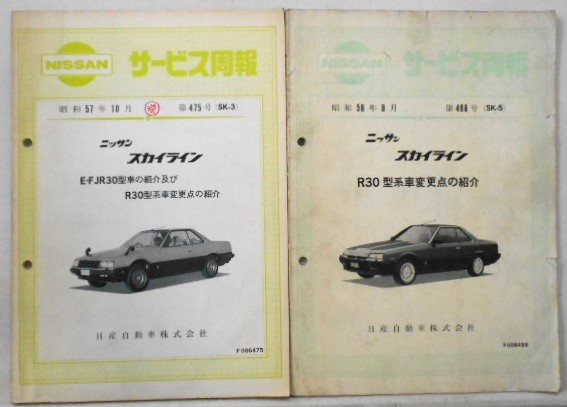 NISSAN
サービス周報
昭和57年10月
第475号(SK-3)
ニッサン
スカイライン
E-FJR30型車の紹介及び
R30型系車変更点の紹介
日産自動車株式会社
F006475
NISSAN
サービス周報
昭和58年8月
第488号(SK-5)
ニッサン
スカイライン
R30型系車変更点の紹介
日産自動車株式会社
F006488